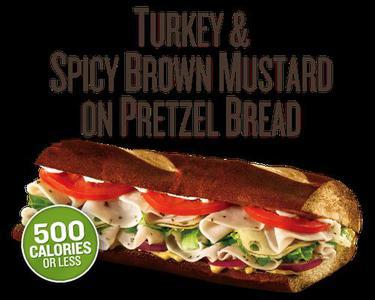 TURKEY &
SPICY BROWN MUSTARD
ON PRETZEL BREAD
500
CALORIES
OR LESS